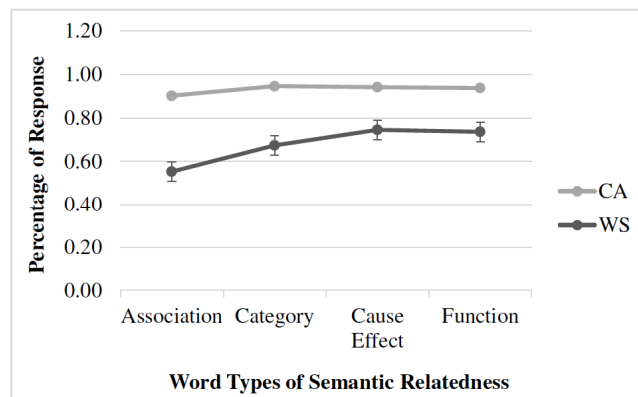 1.20
1.00
0.80
0.60
0.40
0.20
0.00
Percentage of Response
Association Category Cause Effect Function
Word Types of Semantic Relatedness
CA
WS